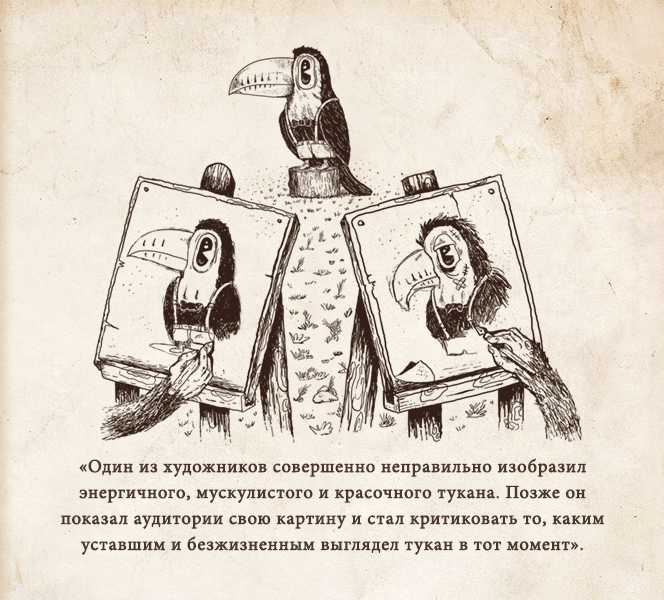 «Один из художников совершенно неправильно изобразил
энергичного, мускулистого и красочного тукана. Позже он
показал аудитории свою картину и стал критиковать то, каким
уставшим и безжизненным выглядел тукан в тот момент».